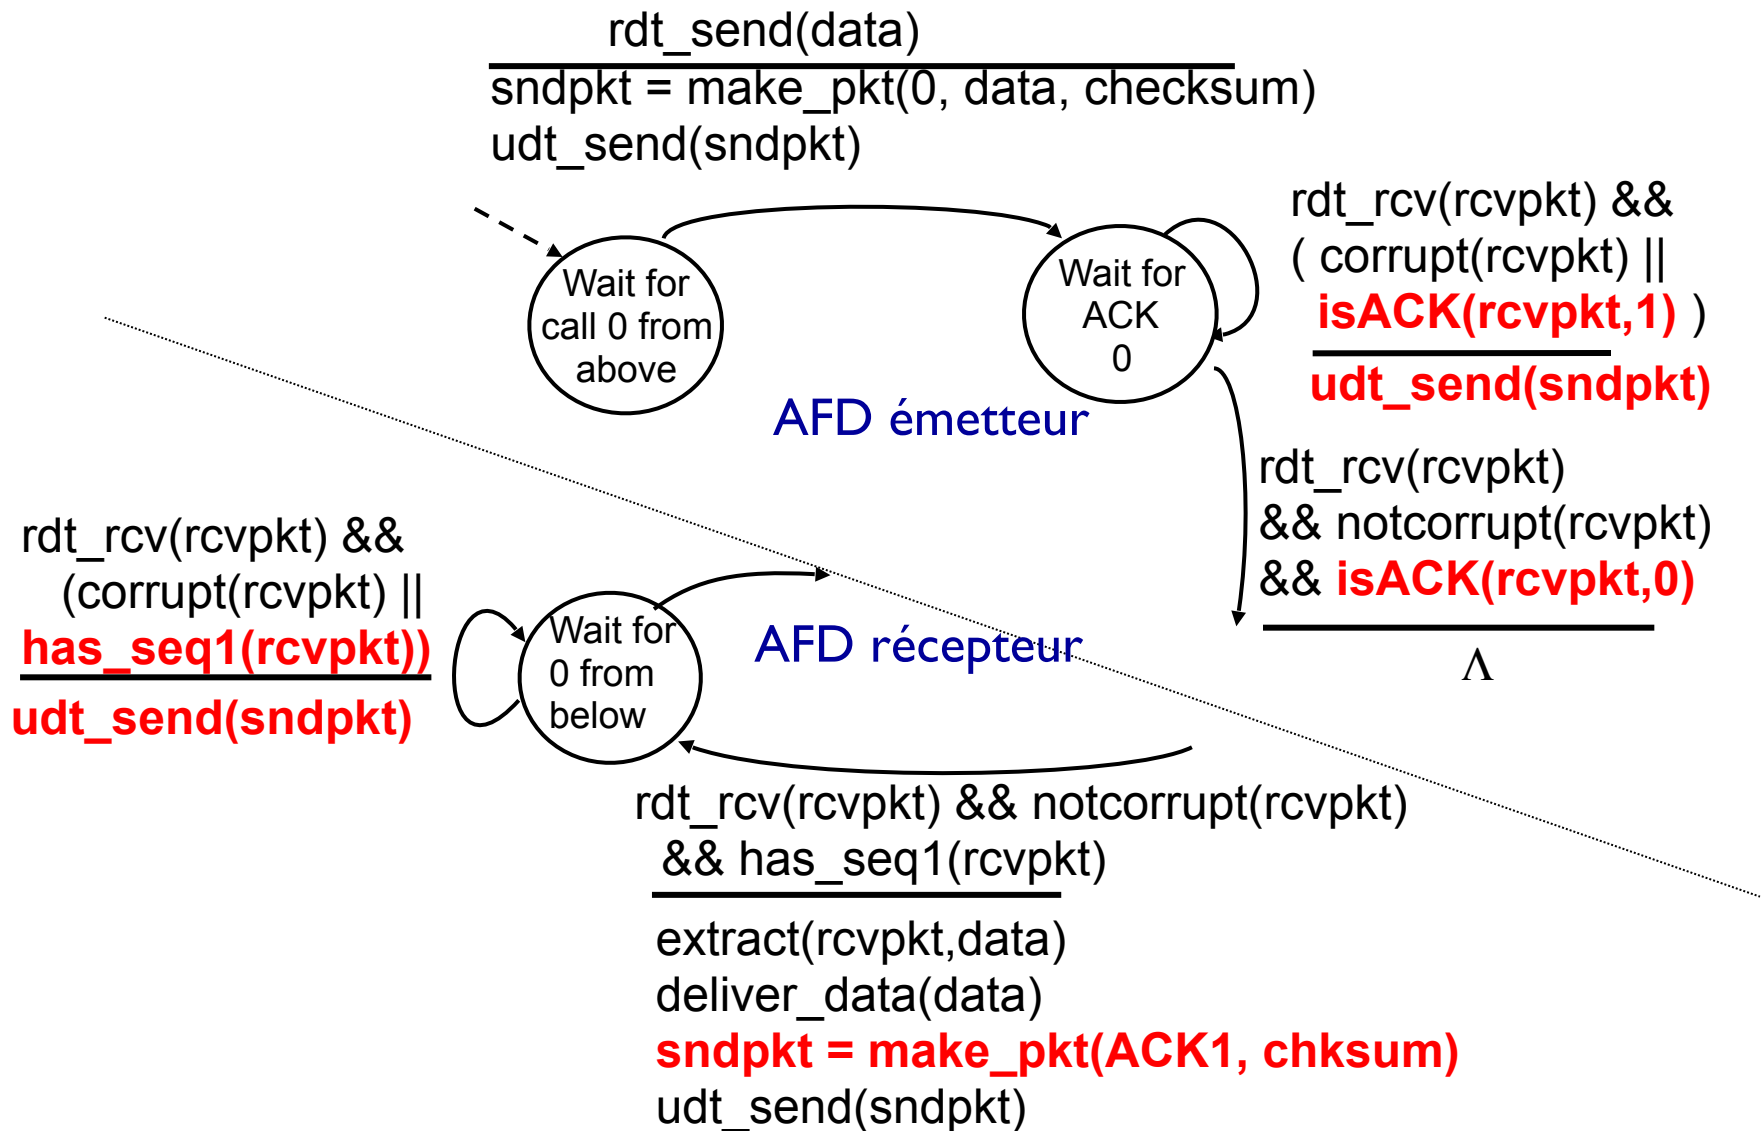 rdt_send(data)
sndpkt = make_pkt(0, data, checksum)
udt_send(sndpkt)
Wait for
call 0 from
above
Wait for
ACK
0
rdt_rcv(rcvpkt) &&
( corrupt(rcvpkt) ||
isACK(rcvpkt,1) )
udt_send(sndpkt)
AFD émetteur
rdt_rcv(rcvpkt)
&& notcorrupt(rcvpkt)
&& isACK(rcvpkt,0)
Λ
rdt_rcv(rcvpkt) &&
(corrupt(rcvpkt) ||
has_seq1(rcvpkt))
udt_send(sndpkt)
Wait for
0 from
below
AFD récepteur
rdt_rcv(rcvpkt) && notcorrupt(rcvpkt)
&& has_seq1(rcvpkt)
extract(rcvpkt,data)
deliver_data(data)
sndpkt = make_pkt(ACK1, chksum)
udt_send(sndpkt)